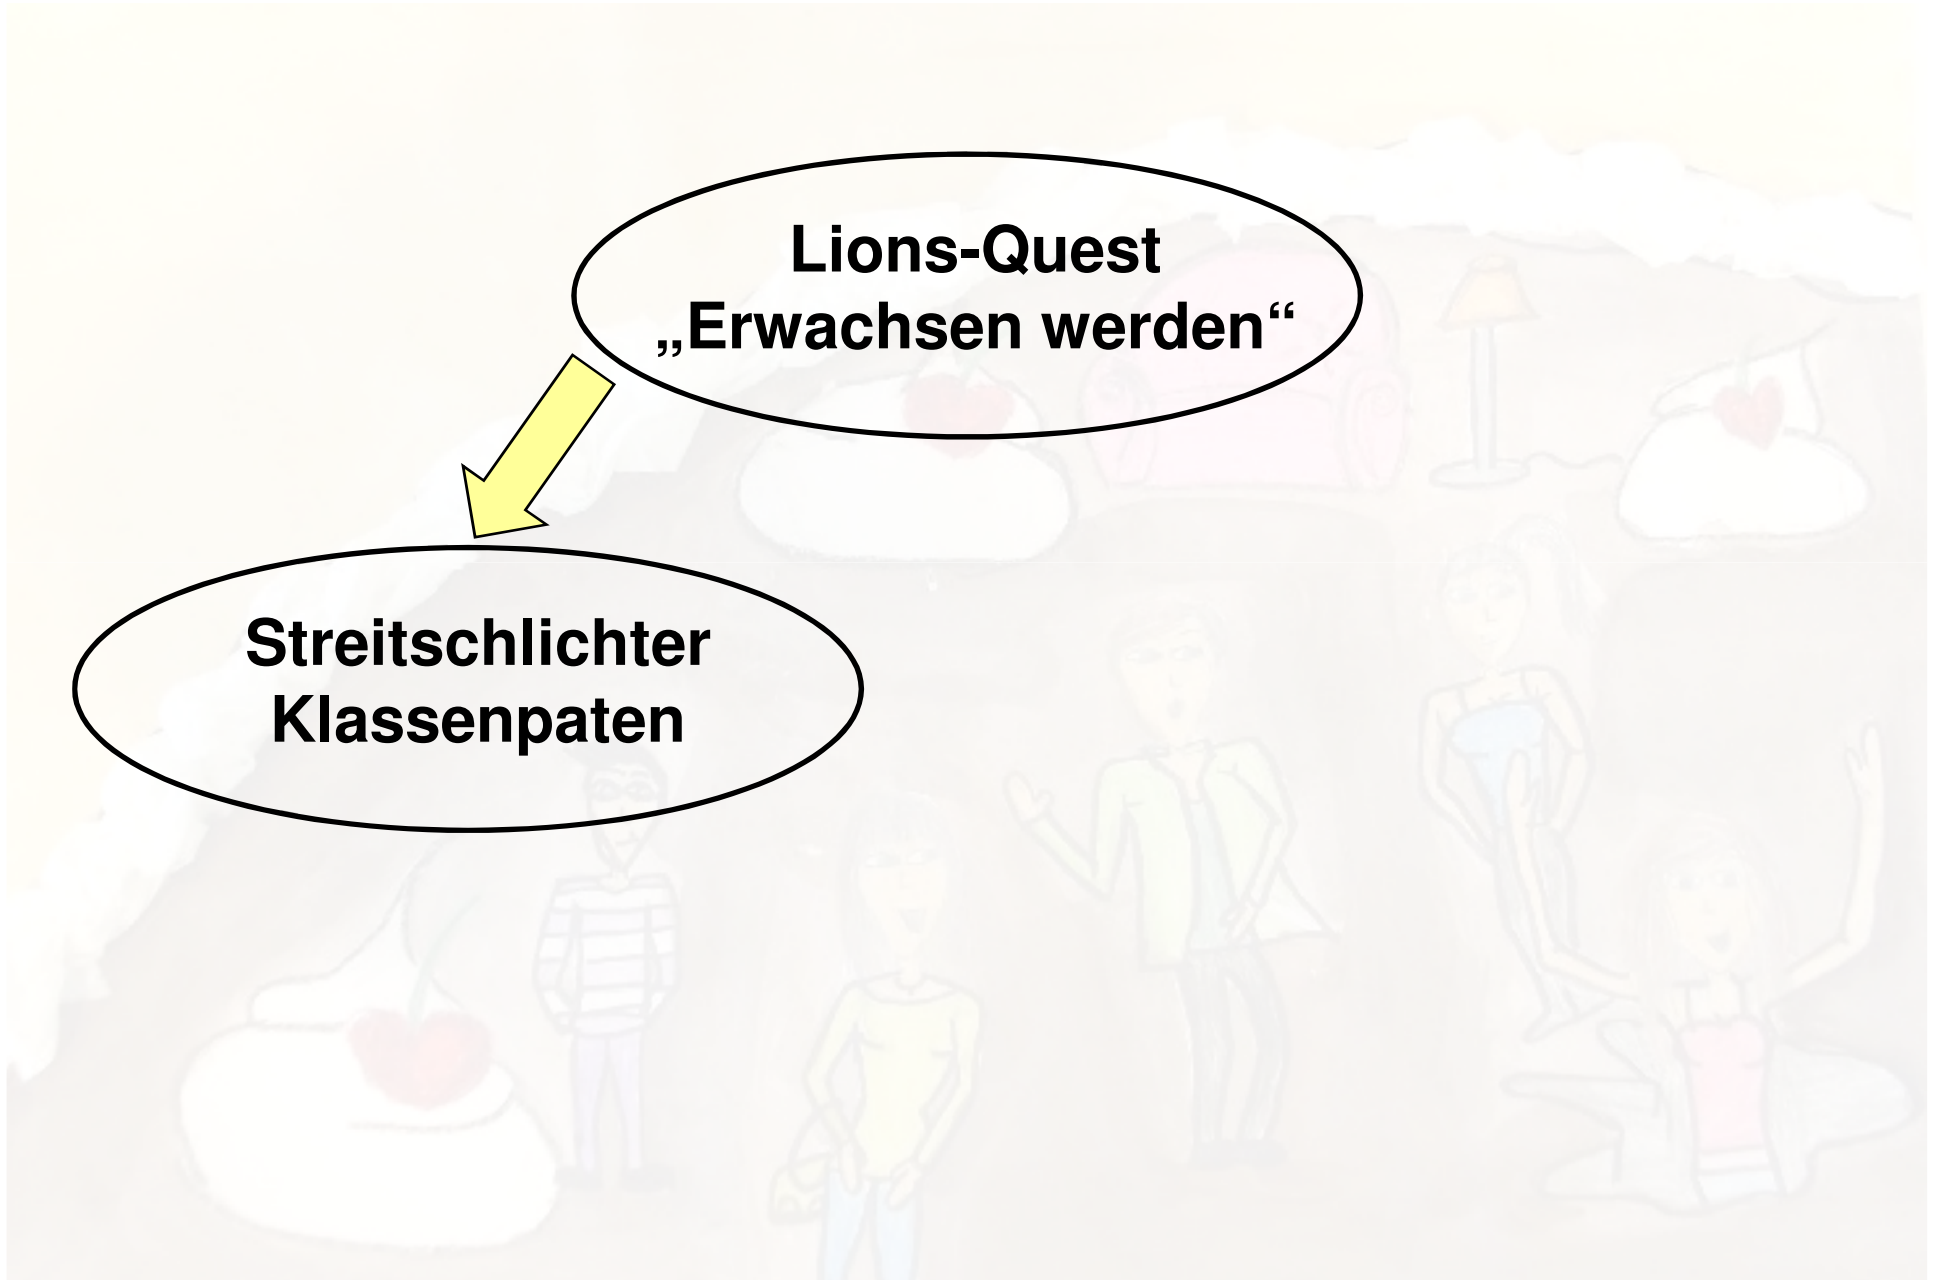 Lions-Quest
„Erwachsen werden“
Streitschlichter
Klassenpaten